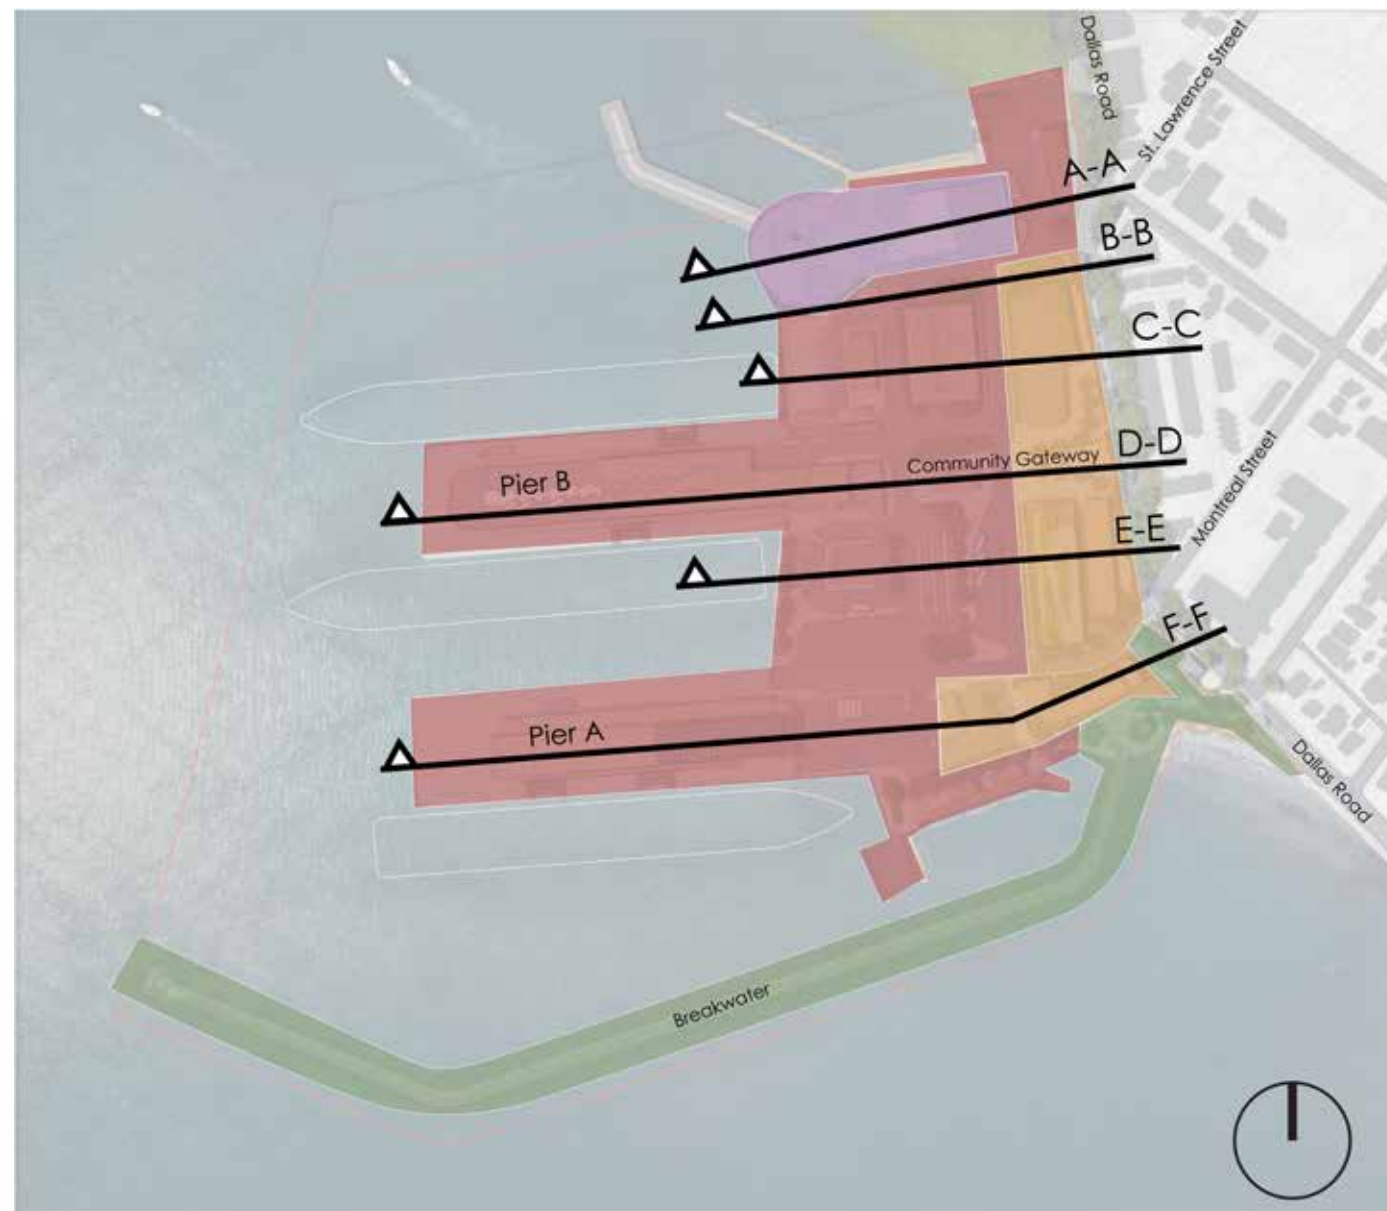 Dallas Road
St. Lawrence Street
A-A
B-B
C-C
D-D
Community Gateway
Pier B
Montreal Street
E-E
F-F
Pier A
Dallas Road
Breakwater